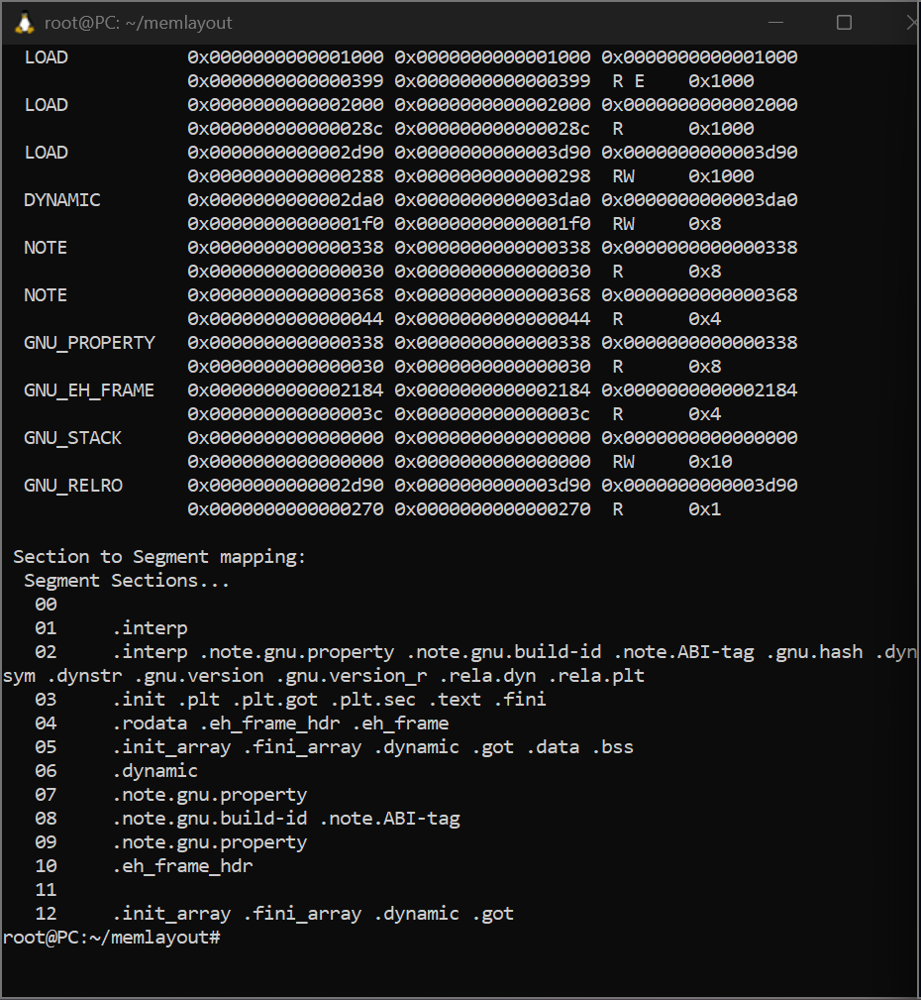 root@PC: ~/memlayout
LOAD 0x0000000000001000 0x0000000000001000 0x0000000000001000
0x0000000000000399 0x0000000000000399 R E 0x1000
LOAD 0x0000000000002000 0x0000000000002000 0x0000000000002000
0x000000000000028c 0x000000000000028c R 0x1000
LOAD 0x0000000000002d90 0x0000000000003d90 0x0000000000003d90
0x0000000000000288 0x0000000000000298 RW 0x1000
DYNAMIC 0x0000000000002da0 0x0000000000003da0 0x0000000000003da0
0x00000000000001f0 0x00000000000001f0 RW 0x8
NOTE 0x0000000000000338 0x0000000000000338 0x0000000000000338
0x0000000000000030 0x0000000000000030 R 0x8
NOTE 0x0000000000000368 0x0000000000000368 0x0000000000000368
0x0000000000000044 0x0000000000000044 R 0x4
GNU_PROPERTY 0x0000000000000338 0x0000000000000338 0x0000000000000338
0x0000000000000030 0x0000000000000030 R 0x8
GNU_EH_FRAME 0x0000000000002184 0x0000000000002184 0x0000000000002184
0x000000000000003c 0x000000000000003c R 0x4
GNU_STACK 0x0000000000000000 0x0000000000000000 0x0000000000000000
0x0000000000000000 0x0000000000000000 RW 0x10
GNU_RELRO 0x0000000000002d90 0x0000000000003d90 0x0000000000003d90
0x0000000000000270 0x0000000000000270 R 0x1
Section to Segment mapping:
Segment Sections...
00
01 .interp
02 .interp .note.gnu.property .note.gnu.build-id .note.ABI-tag .gnu.hash .dyn
sym .dynstr .gnu.version .gnu.version_r .rela.dyn .rela.plt
03 .init .plt .plt.got .plt.sec .text .fini
04 .rodata .eh_frame_hdr .eh_frame
05 .init_array .fini_array .dynamic .got .data .bss
06 .dynamic
07 .note.gnu.property
08 .note.gnu.build-id .note.ABI-tag
09 .note.gnu.property
10 .eh_frame_hdr
11
12 .init_array .fini_array .dynamic .got
root@PC:~/memlayout#